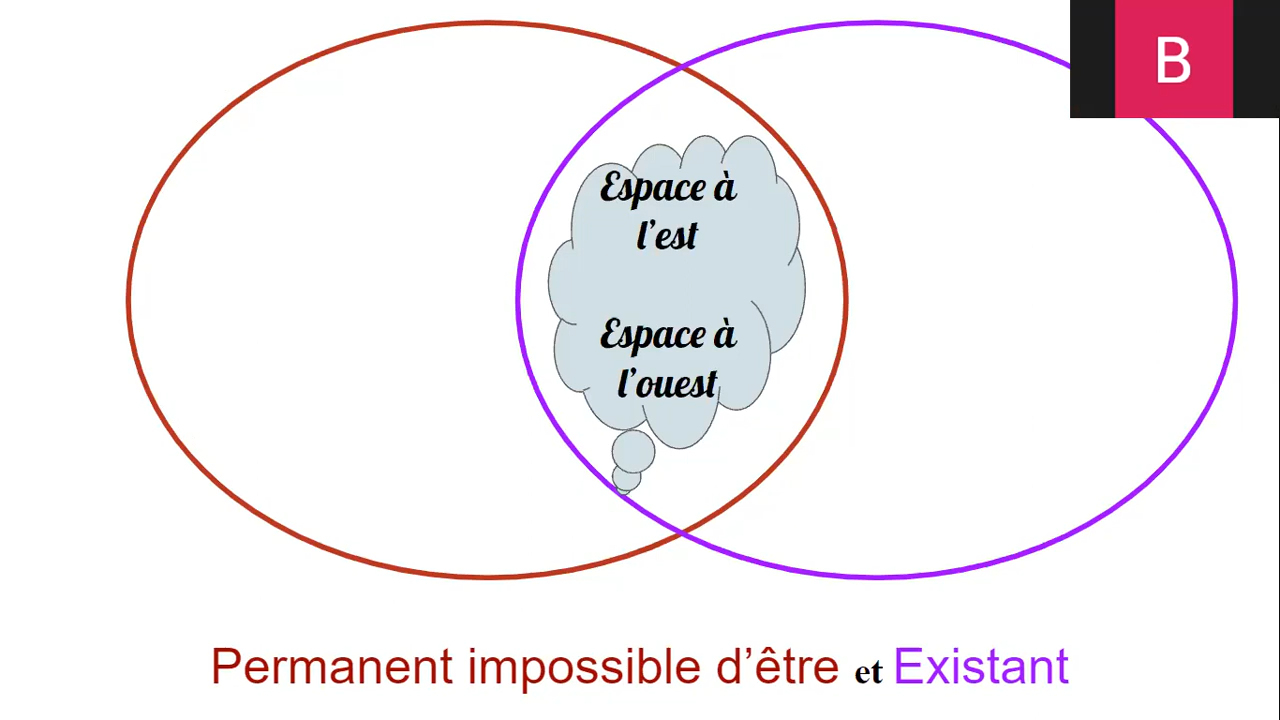 B
Espace à
l'est
Espace à
l'ouest
Permanent impossible d'être et Existant